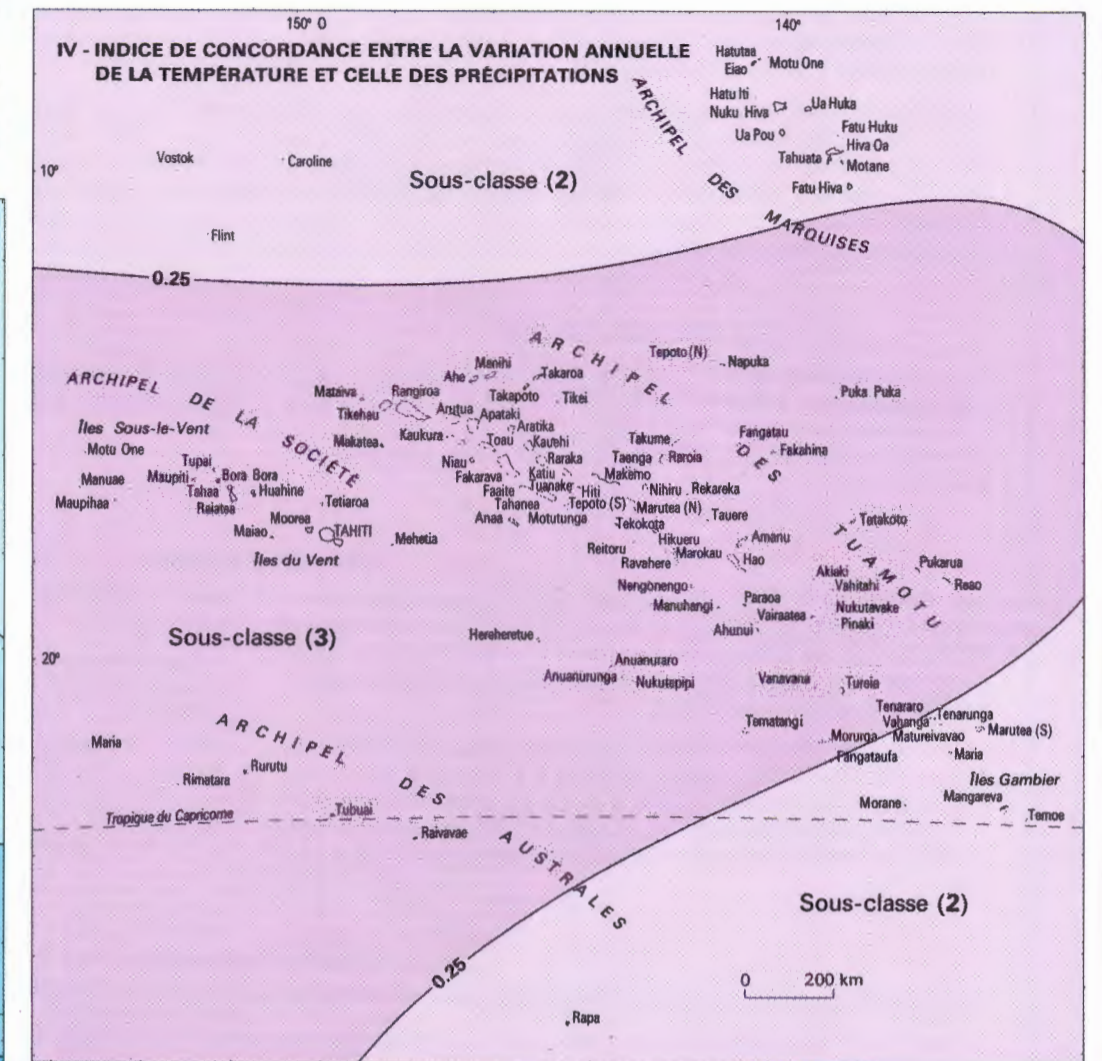 150° O
140°
IV - INDICE DE CONCORDANCE ENTRE LA VARIATION ANNUELLE
DE LA TEMPÉRATURE ET CELLE DES PRÉCIPITATIONS
Hatutaa
Eiao
Motu One
Hatu Iti
Nuku Hiva
Ua Huka
Ua Pou
Fatu Huku
Hiva Oa
Tahuata
Motane
Fatu Hiva
ARCHIPEL DES MARQUISES
Vostok
Caroline
10°
Sous-classe (2)
Flint
0.25
ARCHIPEL DES TUAMOTU
Tepoto (N)
Napuka
Manihi
Ahe
Takaroa
Takapoto
Tikei
Puka Puka
ARCHIPEL DE LA SOCIÉTÉ
Mataiva
Rangiroa
Tikehau
Arutua
Apataki
Aratika
Makatea
Kaukura
Toau
Kauehi
Takume
Fangatau
Fakahina
Îles Sous-le-Vent
Motu One
Niau
Raraka
Taenga
Raroia
Tupai
Fakarava
Katiu
Makemo
Manuae
Maupiti
Bora Bora
Tuanake
Faaite
Hiti
Nihiru
Rekareka
Tahaa
Huahine
Maupihaa
Raiatea
Tetiaroa
Tahanea
Tepoto (S)
Marutea (N)
Anaa
Motutunga
Tauere
Tekokota
Tatakoto
Moorea
Maiao
TAHITI
Mehetia
Hikueru
Amanu
Reitoru
Marokau
Hao
Ravahere
Îles du Vent
Akiaki
Pukarua
Vahitahi
Reao
Nengonengo
Paraoa
Manuhangi
Vairaatea
Nukutavake
Pinaki
Ahunui
Sous-classe (3)
Hereheretue
20°
Anuanuraro
Anuanurunga
Nukutepipi
Vanavana
Tureia
Tenararo
Tenarunga
Vahanga
Marutea (S)
Tematangi
Moruroa
Matureivavao
Fangataufa
Maria
Maria
ARCHIPEL DES AUSTRALES
Rurutu
Rimatara
Îles Gambier
Mangareva
Morane
Temoe
Tropique du Capricorne
Tubuai
Raivavae
Sous-classe (2)
0.25
0 200 km
Rapa